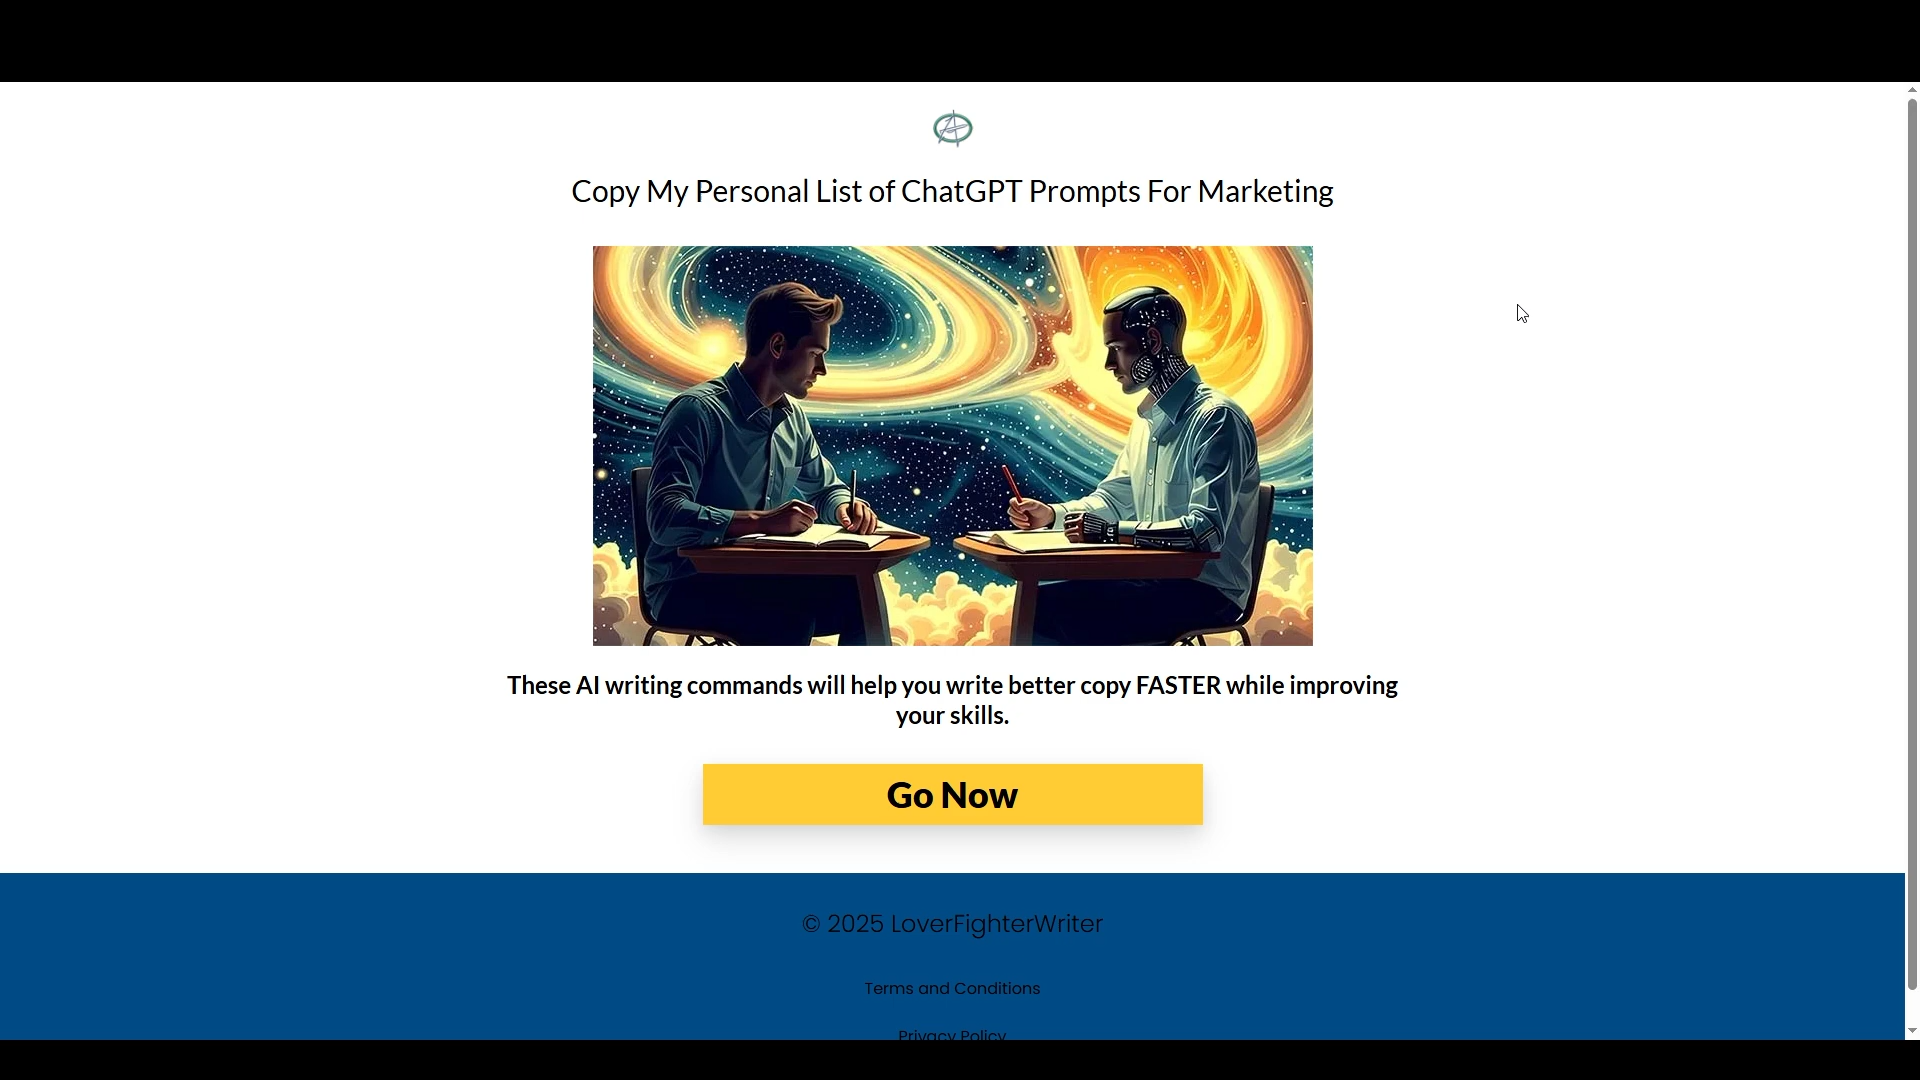 Copy My Personal List of ChatGPT Prompts For Marketing
These AI writing commands will help you write better copy FASTER while improving
your skills.
Go Now
© 2025 LoverFighterWriter
Terms and Conditions
Privacy Policy